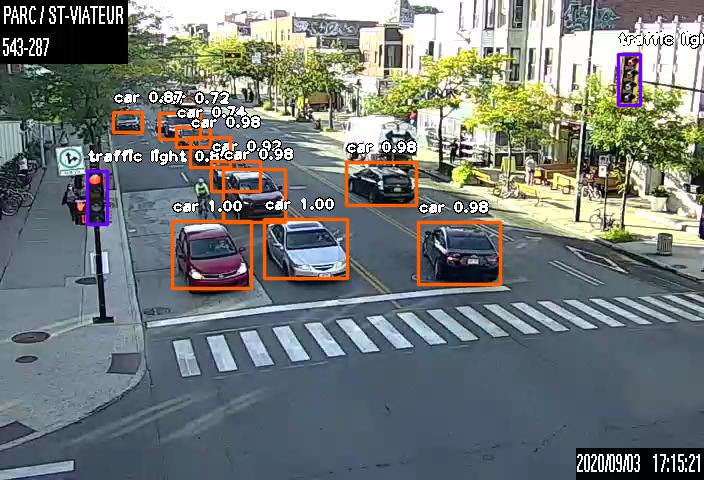 PARC / ST-VIATEUR
543-287
traffic ligh
car 0.87
0.72
0.74
car 0.98
car 0.92
traffic light 0.8
car 0.98
car 0.98
car 1.00
car 1.00
car 0.98
2020/09/03 17:15:21